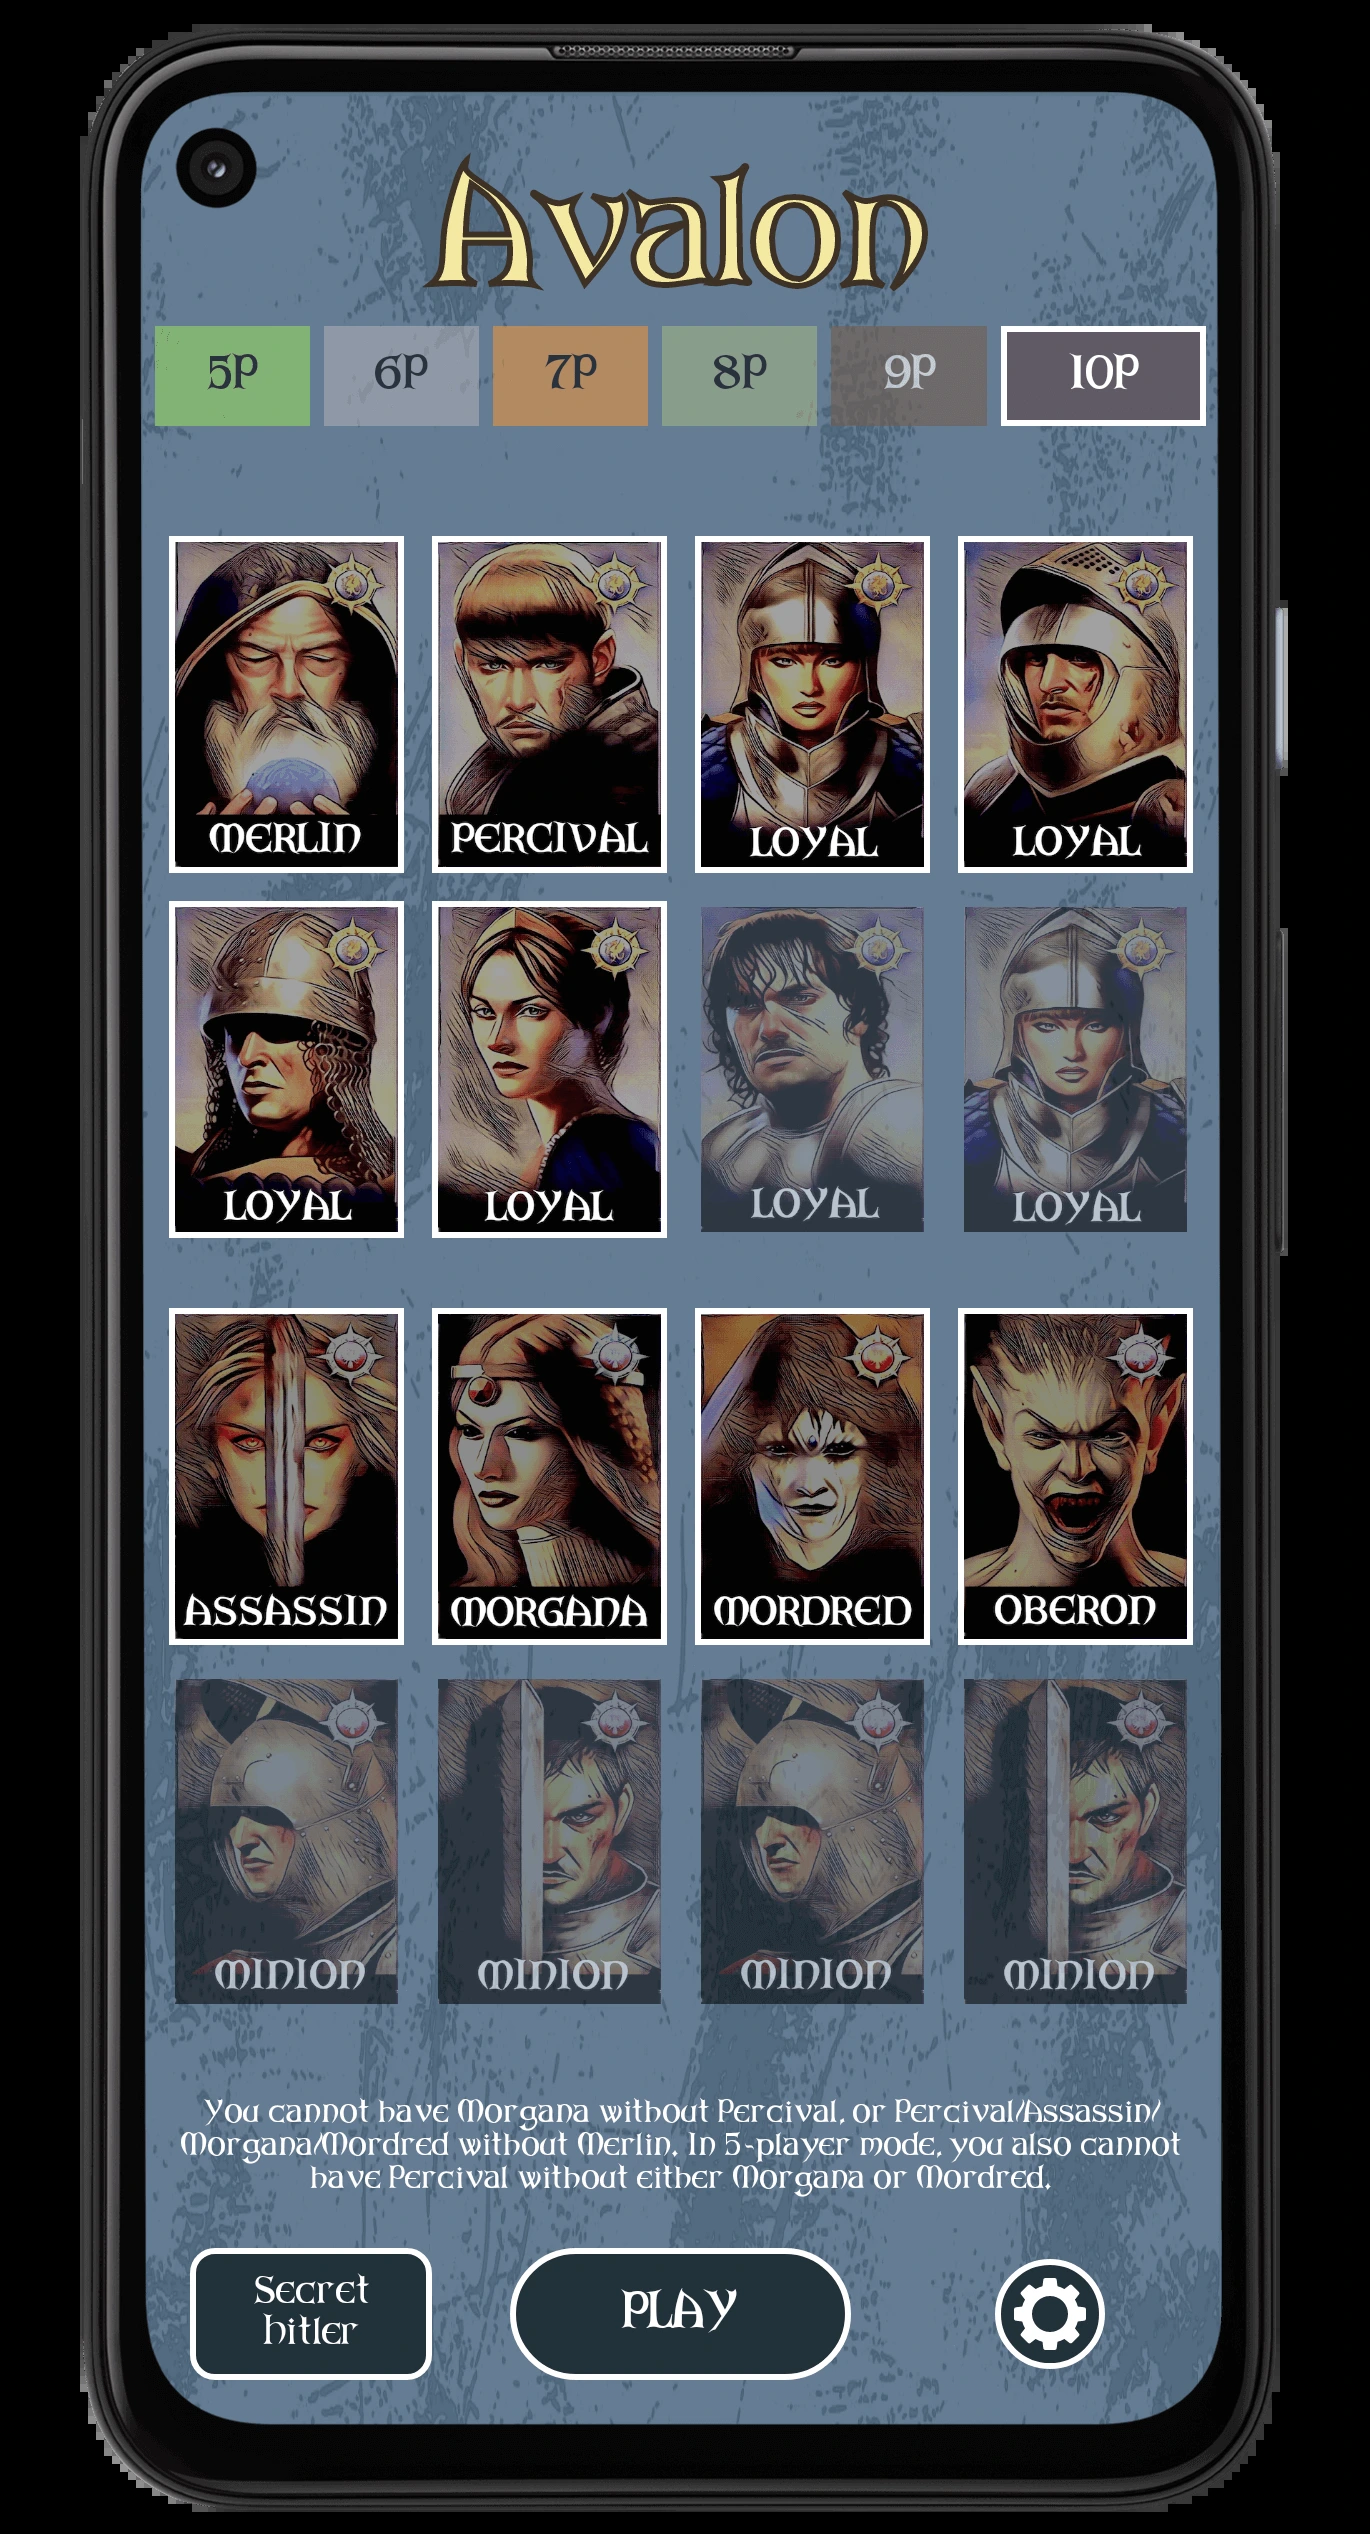 Avalon
5P 6P 7P 8P 9P 10P
MERLIN PERCIVAL LOYAL LOYAL
LOYAL LOYAL LOYAL LOYAL
ASSASSIN MORGANA MORDRED OBERON
MINION MINION MINION MINION
You cannot have Morgana without Percival, or Percival/Assassin/
Morgana/Mordred without Merlin. In 5-player mode, you also cannot
have Percival without either Morgana or Mordred.
Secret
hitler
PLAY